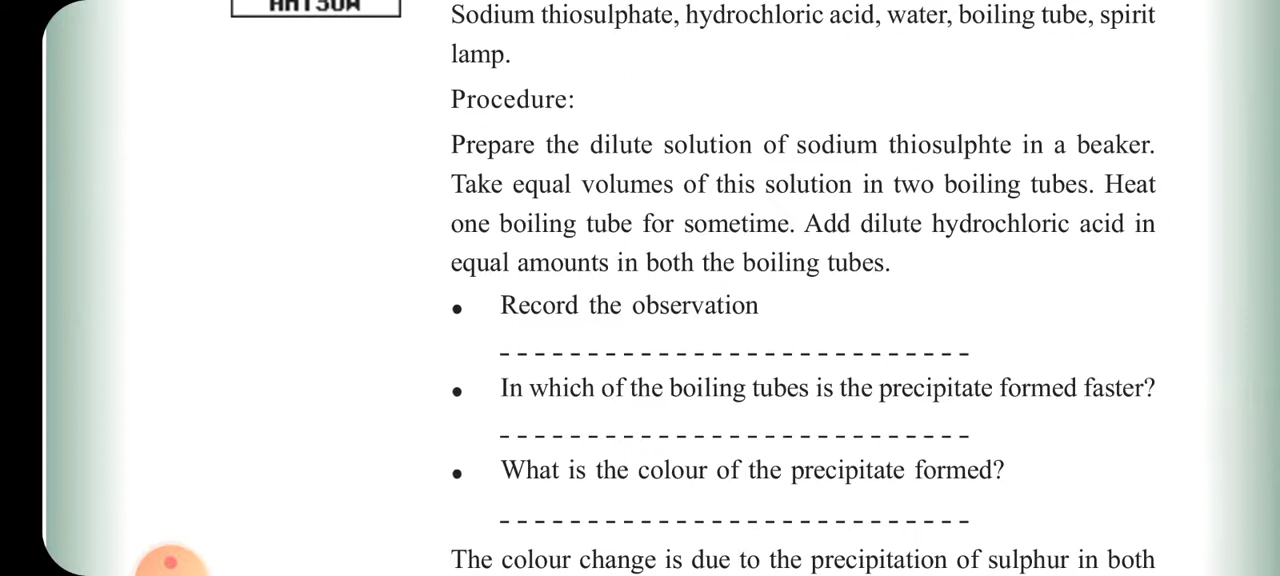 Sodium thiosulphate, hydrochloric acid, water, boiling tube, spirit
lamp.
Procedure:
Prepare the dilute solution of sodium thiosulphte in a beaker.
Take equal volumes of this solution in two boiling tubes. Heat
one boiling tube for sometime. Add dilute hydrochloric acid in
equal amounts in both the boiling tubes.
• Record the observation
• In which of the boiling tubes is the precipitate formed faster?
• What is the colour of the precipitate formed?
The colour change is due to the precipitation of sulphur in both